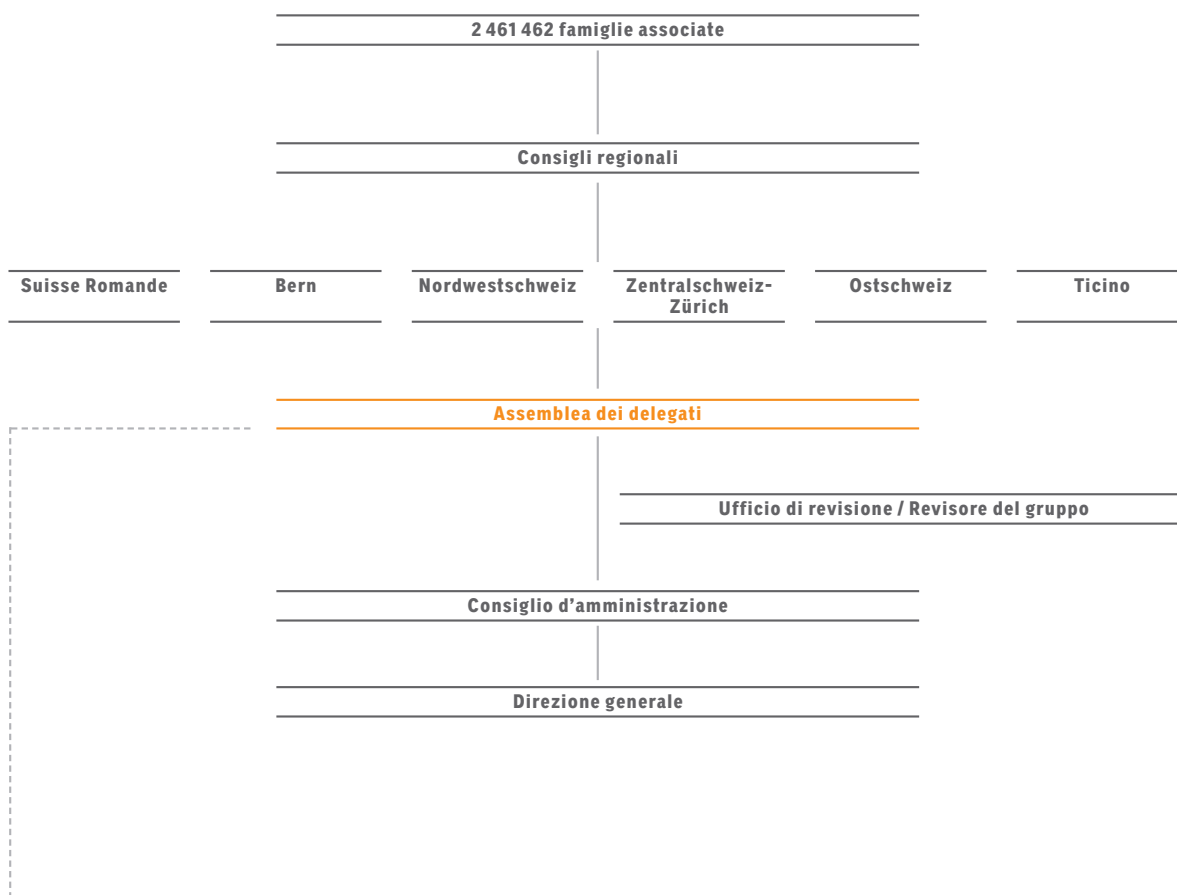 2 461 462 famiglie associate
Consigli regionali
Suisse Romande
Bern
Nordwestschweiz
Zentralschweiz-
Zürich
Ostschweiz
Ticino
Assemblea dei delegati
Ufficio di revisione / Revisore del gruppo
Consiglio d’amministrazione
Direzione generale